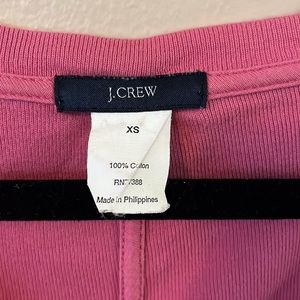 J.CREW
XS
100% Cotton
Made in Philippines